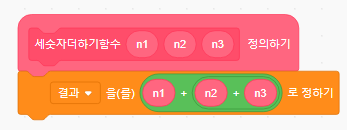 세숫자더하기함수 n1 n2 n3 정의하기
결과 을(를) n1 + n2 + n3 로 정하기